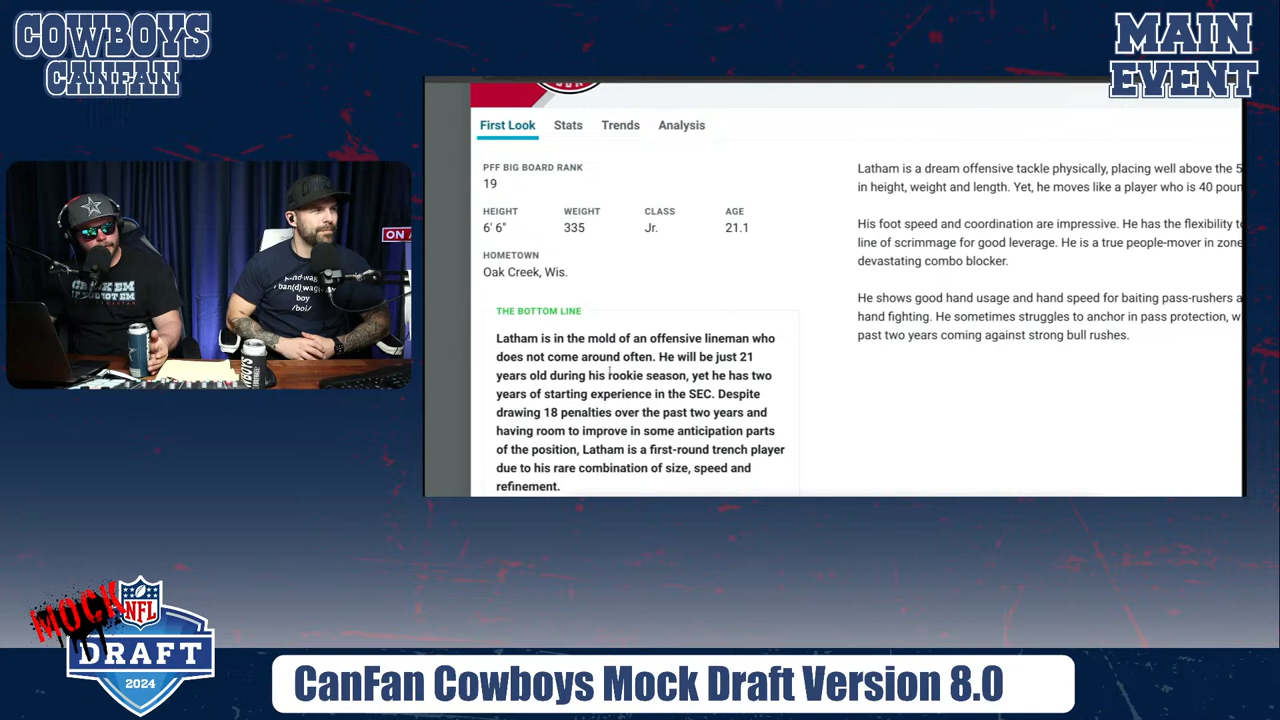 COWBOYS
CANFAN
MAIN
EVENT
First Look Stats Trends Analysis
PFF BIG BOARD RANK
19
HEIGHT WEIGHT CLASS AGE
6' 6" 335 Jr. 21.1
HOMETOWN
Oak Creek, Wis.
THE BOTTOM LINE
Latham is in the mold of an offensive lineman who
does not come around often. He will be just 21
years old during his rookie season, yet he has two
years of starting experience in the SEC. Despite
drawing 18 penalties over the past two years and
having room to improve in some anticipation parts
of the position, Latham is a first-round trench player
due to his rare combination of size, speed and
refinement.
Latham is a dream offensive tackle physically, placing well above the 5
in height, weight and length. Yet, he moves like a player who is 40 poun
His foot speed and coordination are impressive. He has the flexibility t
line of scrimmage for good leverage. He is a true people-mover in zone
devastating combo blocker.
He shows good hand usage and hand speed for baiting pass-rushers a
hand fighting. He sometimes struggles to anchor in pass protection, w
past two years coming against strong bull rushes.
ON A
boy
/boi/
MOCK
NFL
DRAFT
2024
CanFan Cowboys Mock Draft Version 8.0